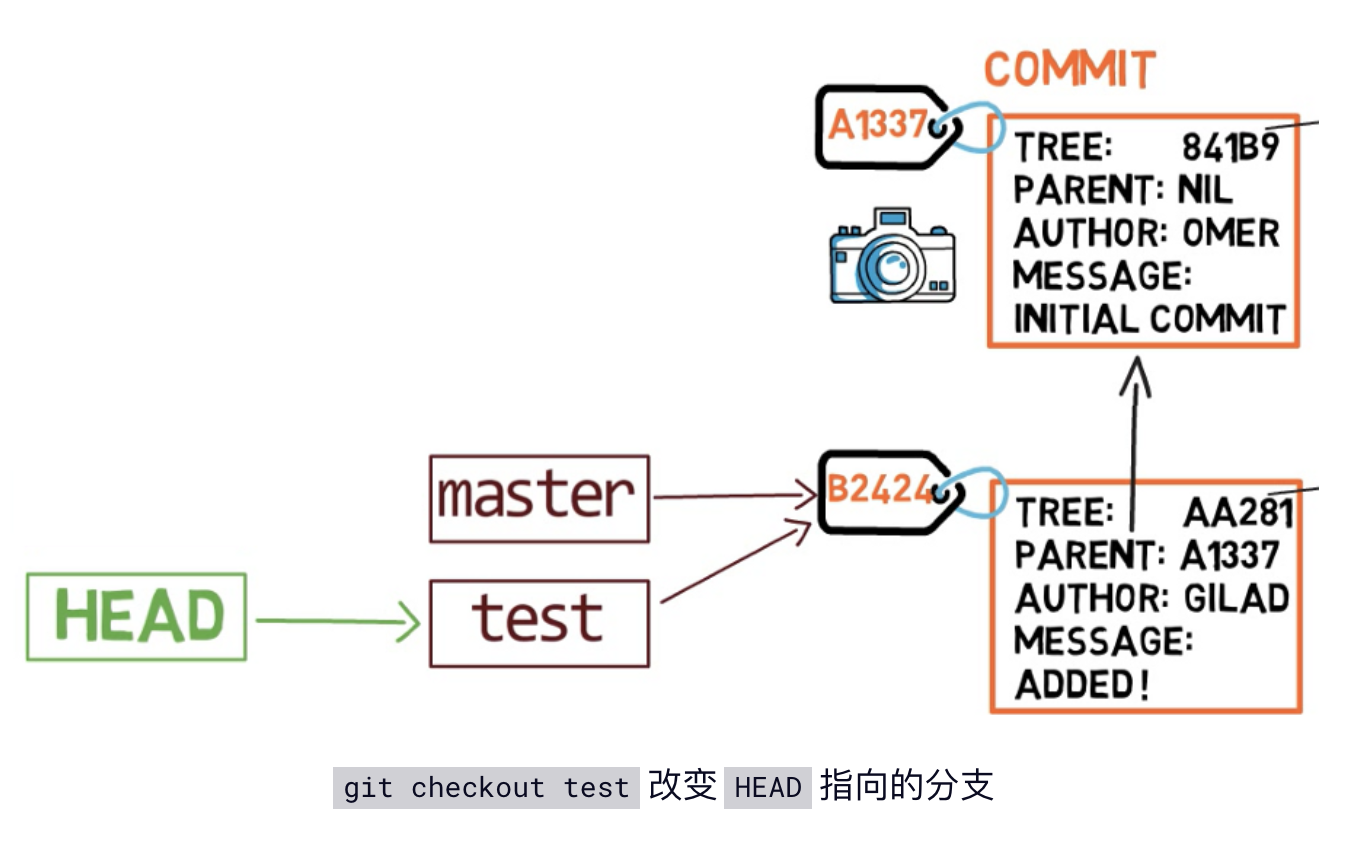 COMMIT
A1337
TREE: 841B9
PARENT: NIL
AUTHOR: OMER
MESSAGE:
INITIAL COMMIT
master
B2424
HEAD
test
TREE: AA281
PARENT: A1337
AUTHOR: GILAD
MESSAGE:
ADDED!
git checkout test 改变 HEAD 指向的分支